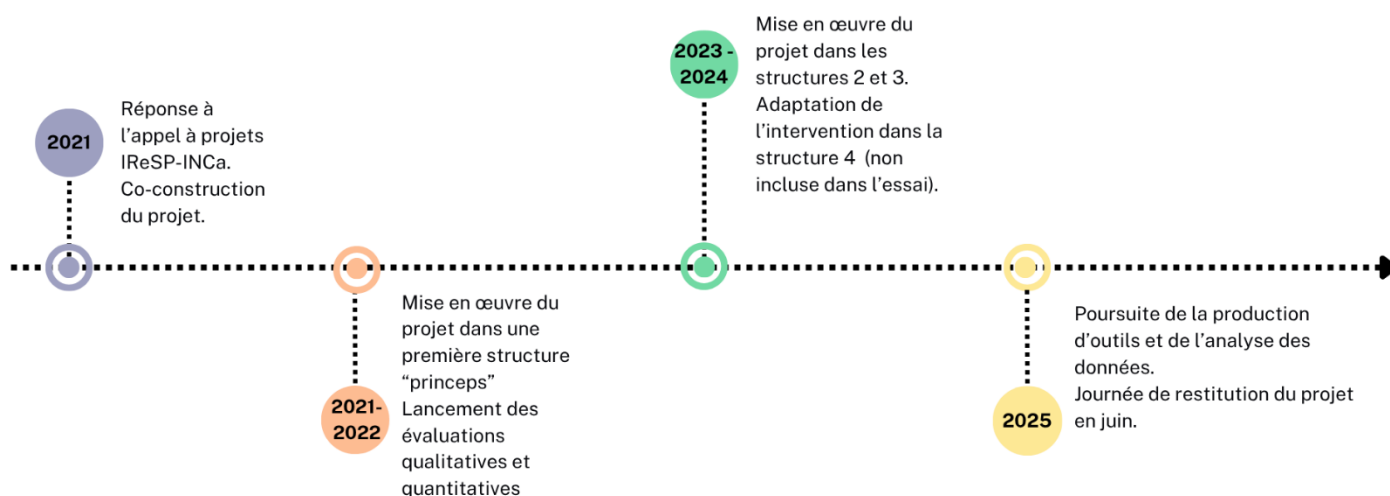 2021
Réponse à
l'appel à projets
IReSP-INCa.
Co-construction
du projet.
2021-
2022
Mise en œuvre du
projet dans une
première structure
“princeps”
Lancement des
évaluations
qualitatives et
quantitatives
2023 -
2024
Mise en œuvre du
projet dans les
structures 2 et 3.
Adaptation de
l'intervention dans la
structure 4 (non
incluse dans l'essai).
2025
Poursuite de la production
d'outils et de l'analyse des
données.
Journée de restitution du projet
en juin.